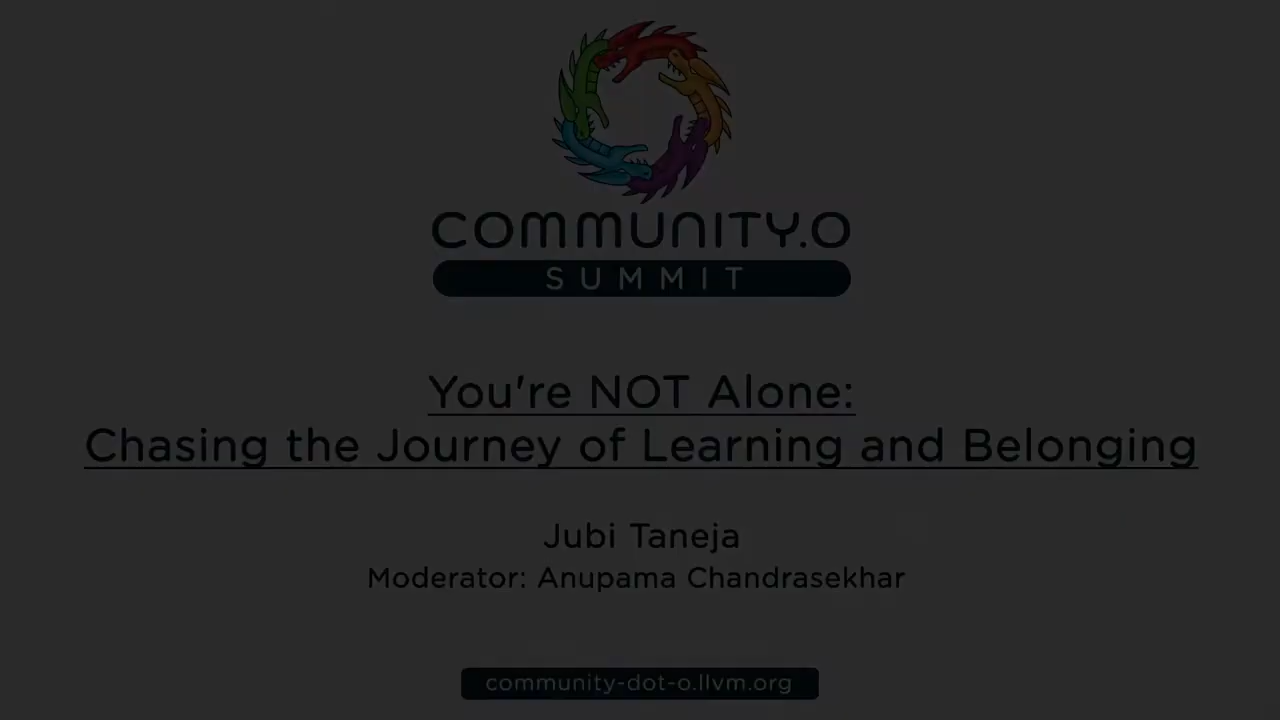 COMMUNITY.O
SUMMIT
You're NOT Alone:
Chasing the Journey of Learning and Belonging
Jubi Taneja
Moderator: Anupama Chandrasekhar
community-dot-o.llvm.org